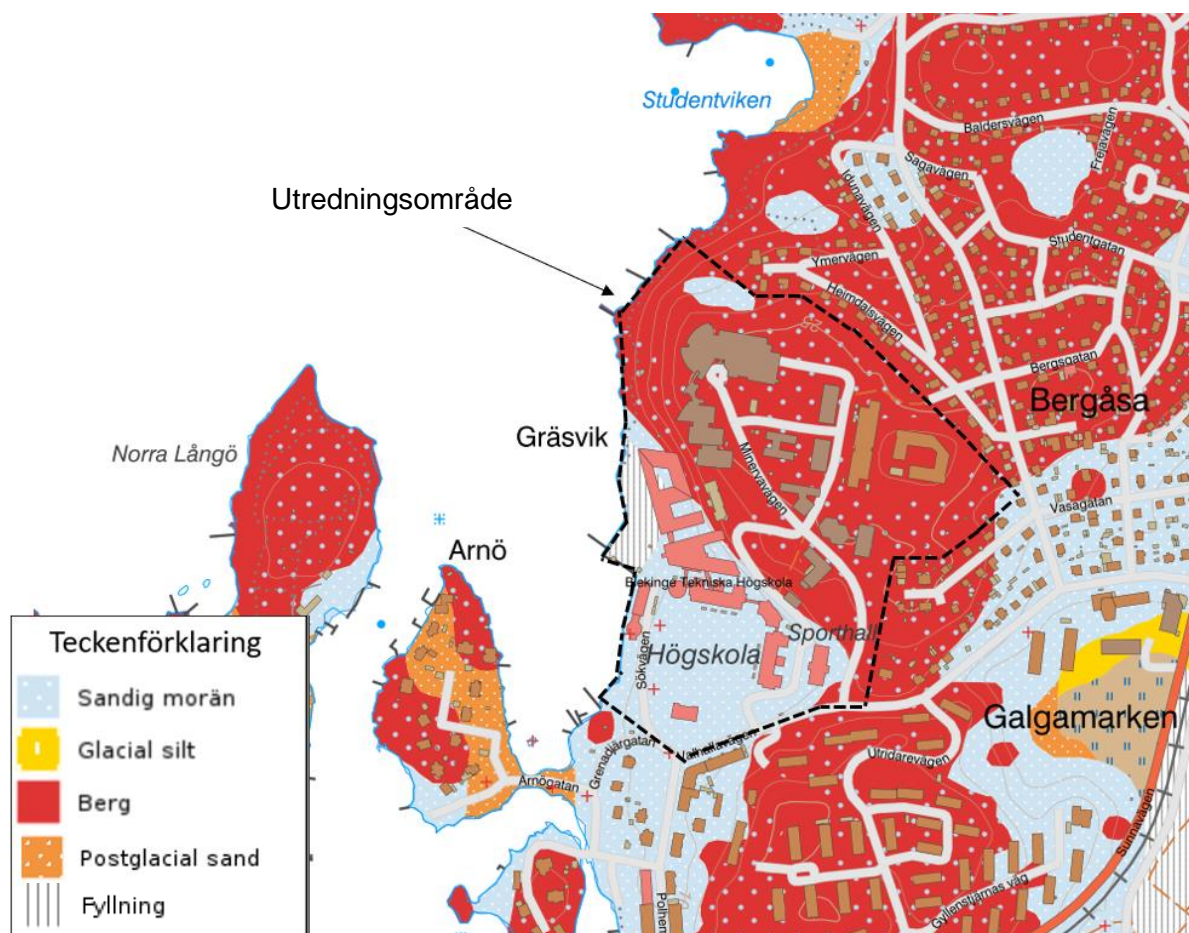 Studentviken
Baldersvägen
Frejavägen
Sagavägen
Idunavägen
Utredningsområde
Studentgatan
Ymervägen
Heimdalsvägen
Bergsgatan
Bergåsa
Gräsvik
Norra Långö
Minervavägen
Vasagatan
Arnö
Blekinge Tekniska Högskola
Sporthall
Högskola
Sökvägen
Galgamarken
Valhallavägen
Grenadjärgatan
Utridarevägen
Arnögatan
Sunnavägen
Gyllenstjärnas väg
Polhem
Teckenförklaring
Sandig morän
Glacial silt
Berg
Postglacial sand
Fyllning